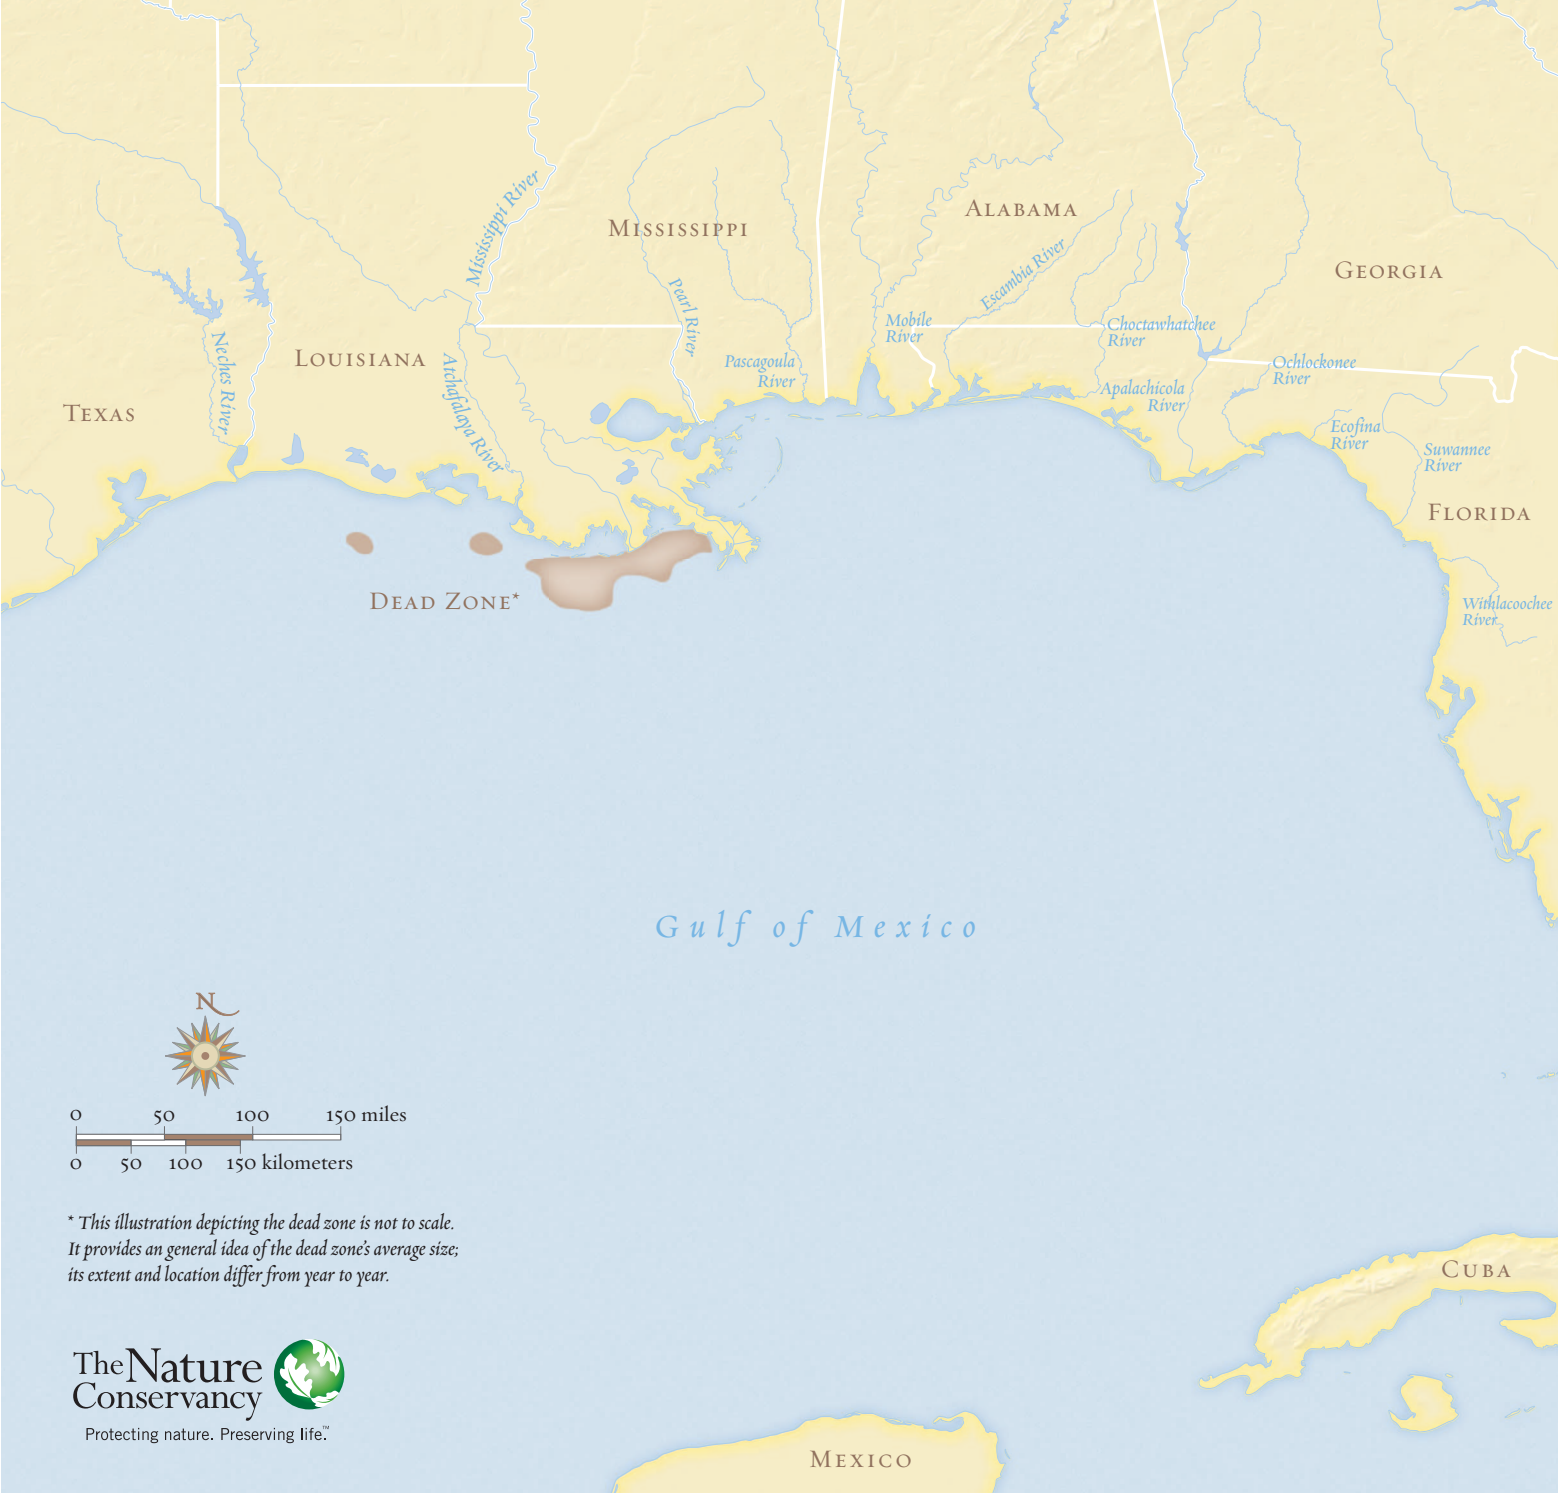 Mississippi River
MISSISSIPPI
ALABAMA
GEORGIA
Escambia River
Pearl River
Mobile
River
Choctawhatchee
River
Neches River
LOUISIANA
Atchafalaya River
Pascagoula
River
Ochlockonee
River
Apalachicola
River
TEXAS
Ecofina
River
Suwannee
River
FLORIDA
DEAD ZONE*
Withlacoochee
River
Gulf of Mexico
N
0 50 100 150 miles
0 50 100 150 kilometers
* This illustration depicting the dead zone is not to scale.
It provides an general idea of the dead zone's average size;
its extent and location differ from year to year.
CUBA
The Nature
Conservancy
Protecting nature. Preserving life.™
MEXICO